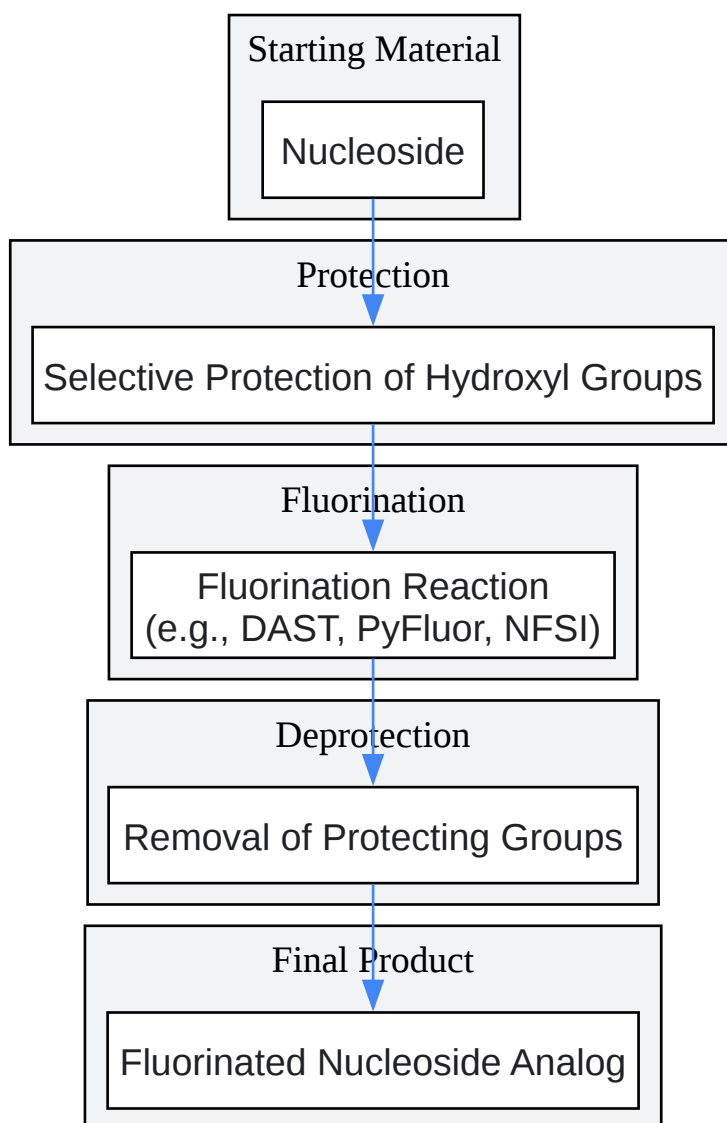 Starting Material
Nucleoside
Protection
Selective Protection of Hydroxyl Groups
Fluorination
Fluorination Reaction
(e.g., DAST, PyFluor, NFSI)
Deprotection
Removal of Protecting Groups
Final Product
Fluorinated Nucleoside Analog